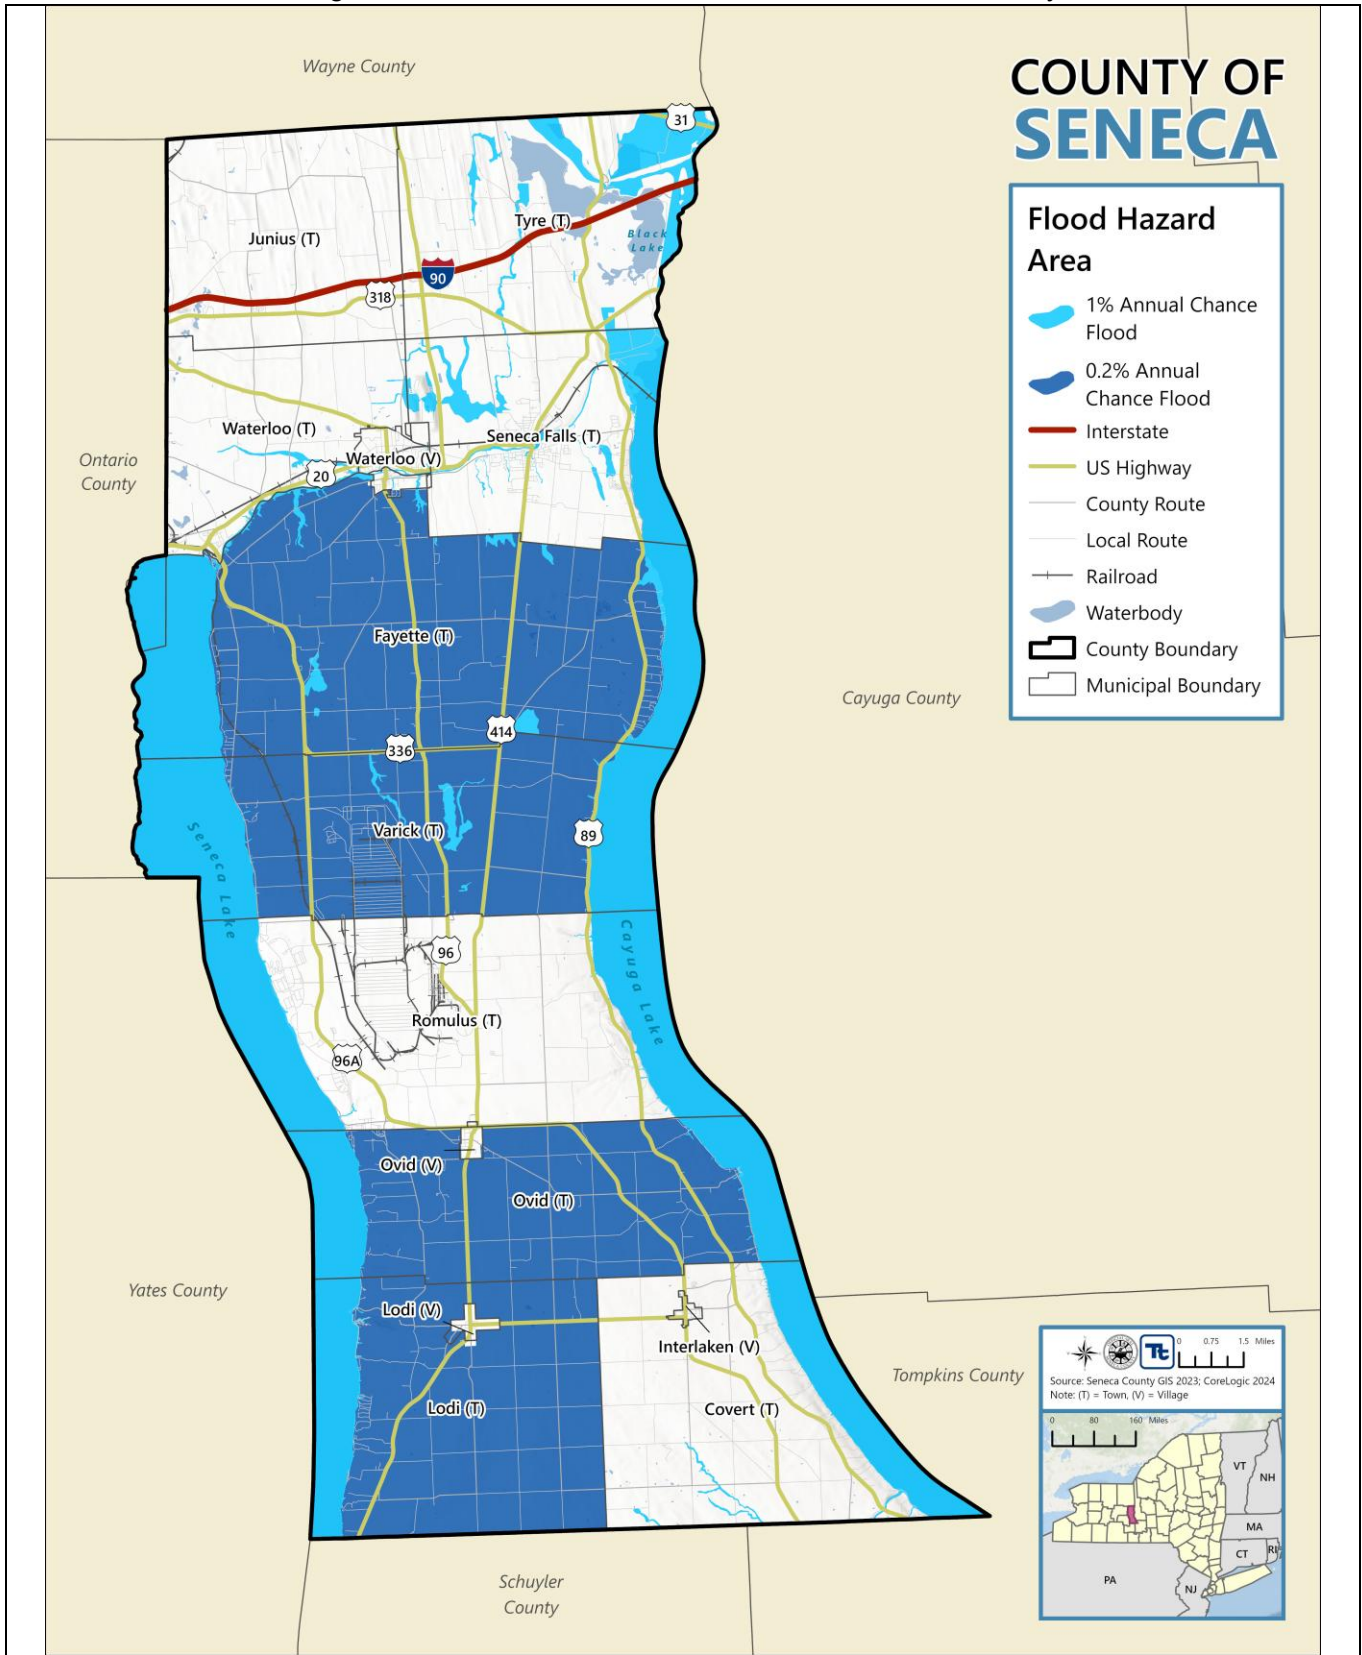 Wayne County
COUNTY OF
SENECA
31
Flood Hazard
Area
1% Annual Chance
Flood
0.2% Annual
Chance Flood
Interstate
US Highway
County Route
Local Route
Railroad
Waterbody
County Boundary
Municipal Boundary
Tyre (T)
Junius (T)
Black
Lake
90
318
Waterloo (T)
Seneca Falls (T)
Waterloo (V)
Ontario
County
20
Fayette (T)
Cayuga County
414
336
Varick (T)
89
Seneca Lake
Cayuga Lake
96
Romulus (T)
96A
Ovid (V)
Ovid (T)
Yates County
Lodi (V)
Interlaken (V)
Tompkins County
Lodi (T)
Covert (T)
Schuyler
County
Tt
0 0.75 1.5 Miles
Source: Seneca County GIS 2023; CoreLogic 2024
Note: (T) = Town, (V) = Village
0 80 160 Miles
VT
NH
MA
CT
RI
PA
NJ